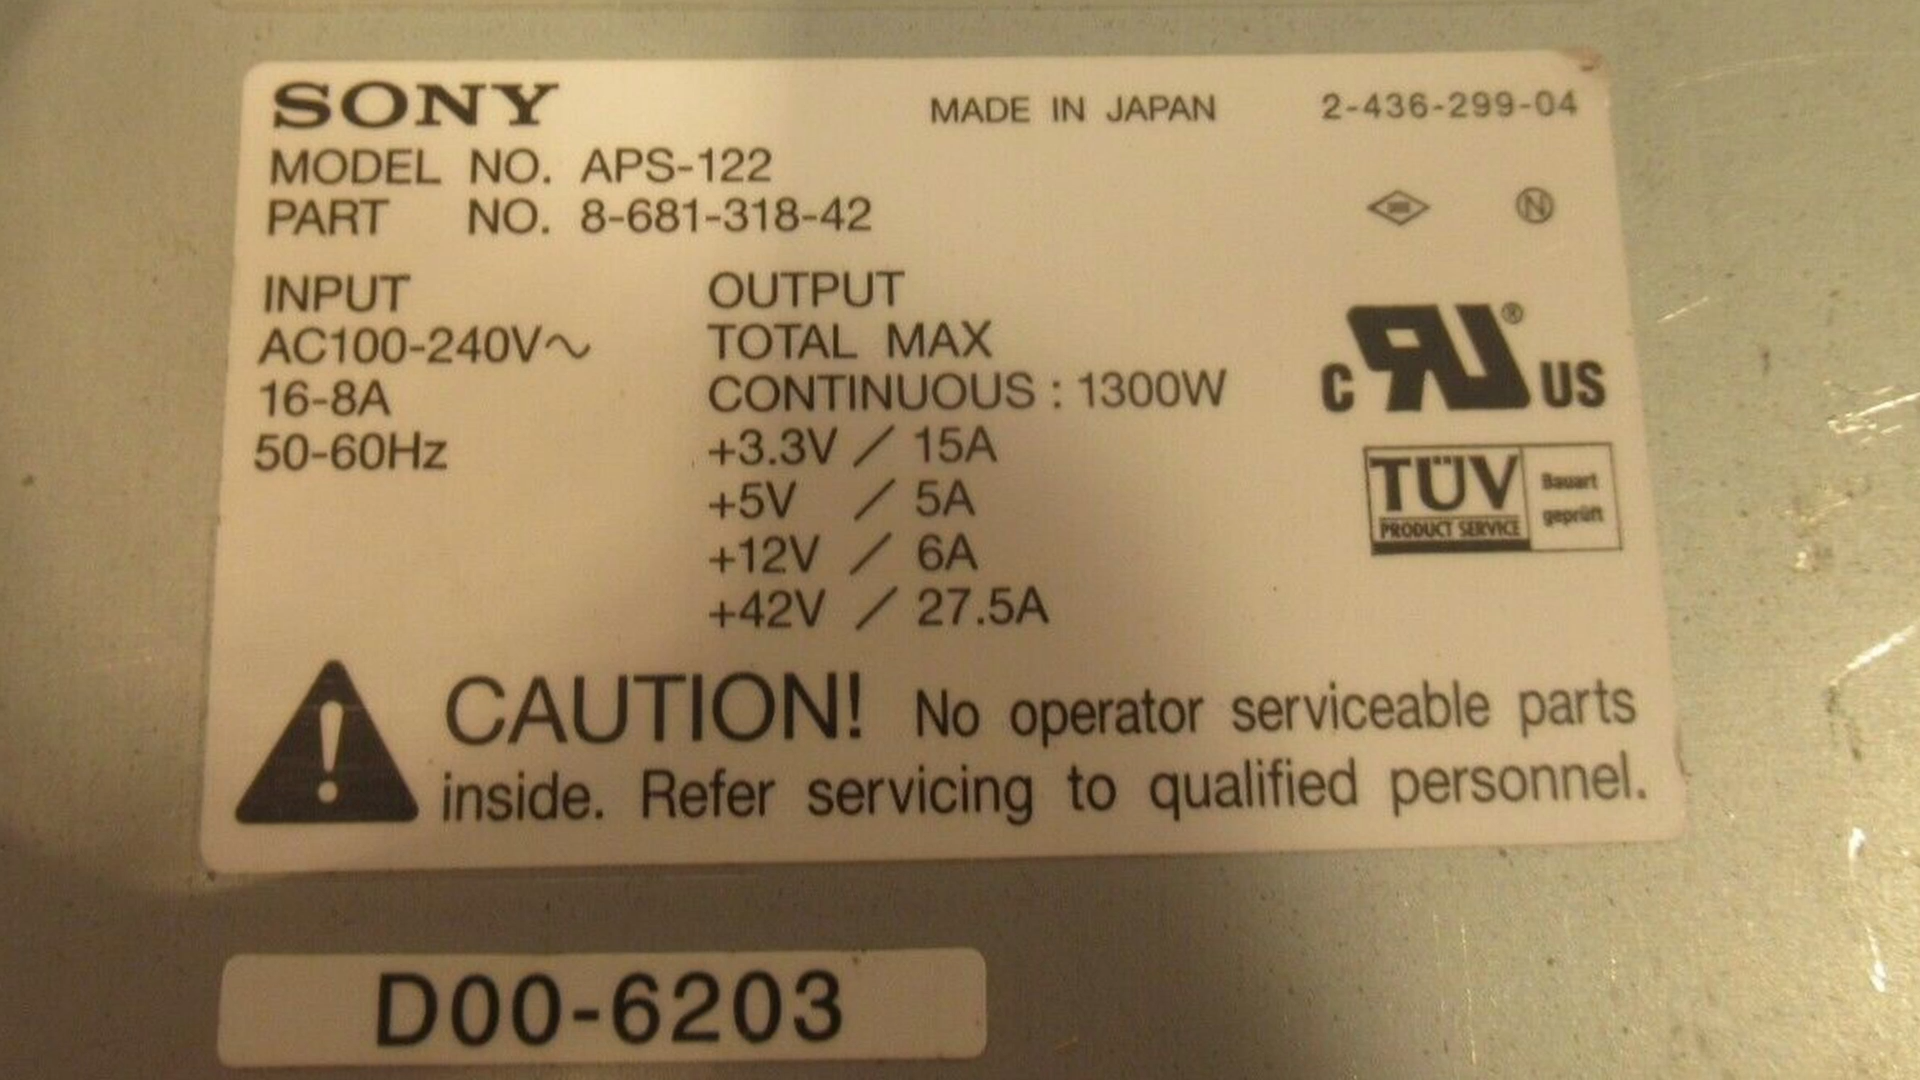 SONY MADE IN JAPAN 2-436-299-04
MODEL NO. APS-122
PART NO. 8-681-318-42
N
INPUT
AC100-240V~
16-8A
50-60Hz
OUTPUT
TOTAL MAX
CONTINUOUS : 1300W
+3.3V / 15A
+5V / 5A
+12V / 6A
+42V / 27.5A
C RU ® US
TÜV
PRODUCT SERVICE
Bauart
geprüft
! CAUTION! No operator serviceable parts
inside. Refer servicing to qualified personnel.
D00-6203